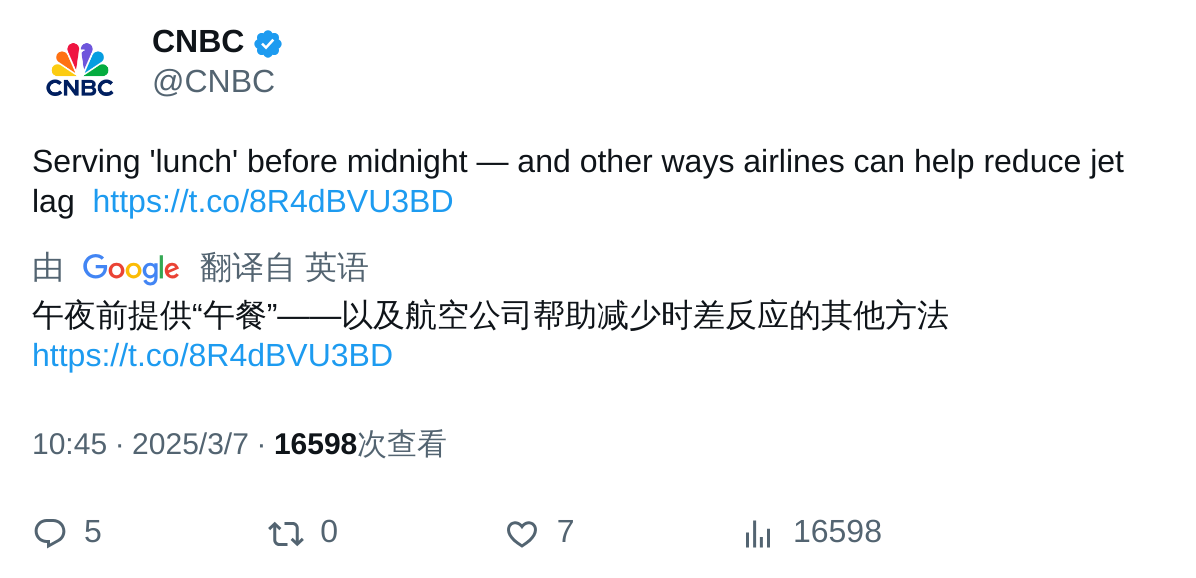 CNBC
CNBC
@CNBC
Serving 'lunch' before midnight — and other ways airlines can help reduce jet
lag  https://t.co/8R4dBVU3BD
由 Google 翻译自 英语
午夜前提供“午餐”——以及航空公司帮助减少时差反应的其他方法
https://t.co/8R4dBVU3BD
10:45 · 2025/3/7 · 16598次查看
5 0 7 16598